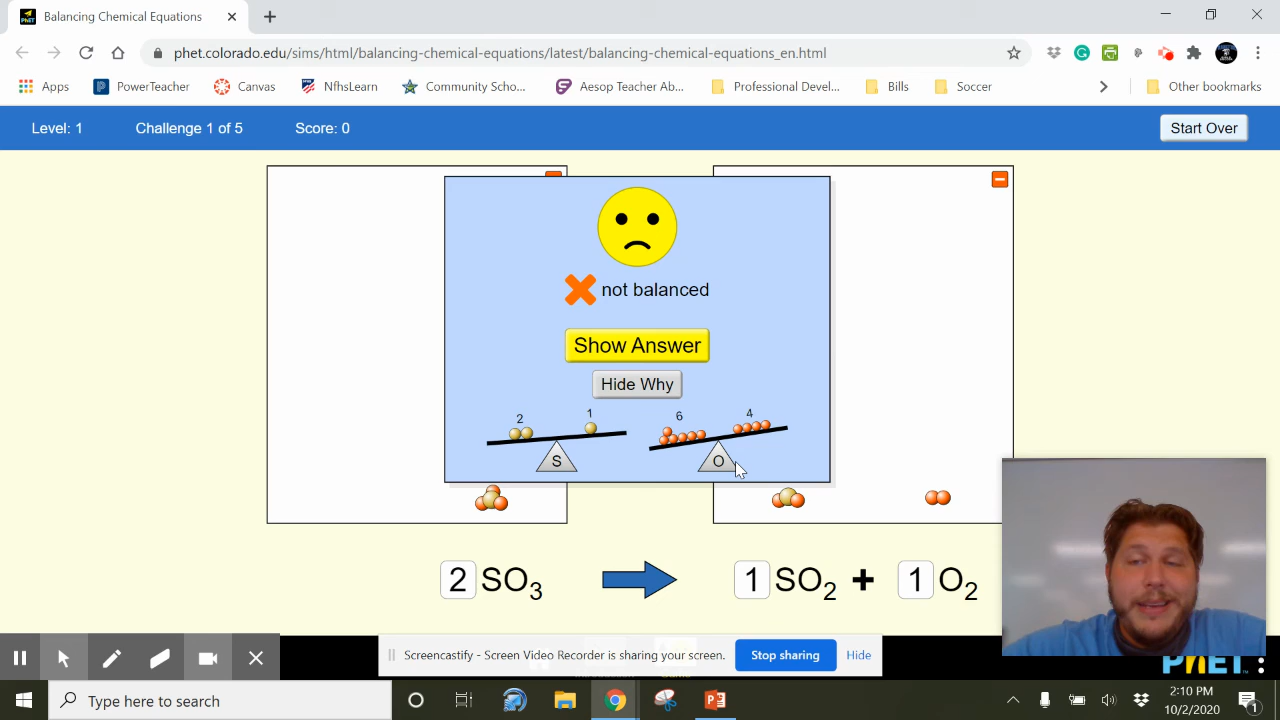 Balancing Chemical Equations
phet.colorado.edu/sims/html/balancing-chemical-equations/latest/balancing-chemical-equations_en.html
Apps PowerTeacher Canvas NfhsLearn Community Scho... Aesop Teacher Ab... Professional Devel... Bills Soccer Other bookmarks
Level: 1 Challenge 1 of 5 Score: 0 Start Over
not balanced
Show Answer
Hide Why
2 1 6 4
S O
2 SO3 1 SO2 + 1 O2
Screencastify - Screen Video Recorder is sharing your screen. Stop sharing Hide
PhET
Type here to search
2:10 PM
10/2/2020
1